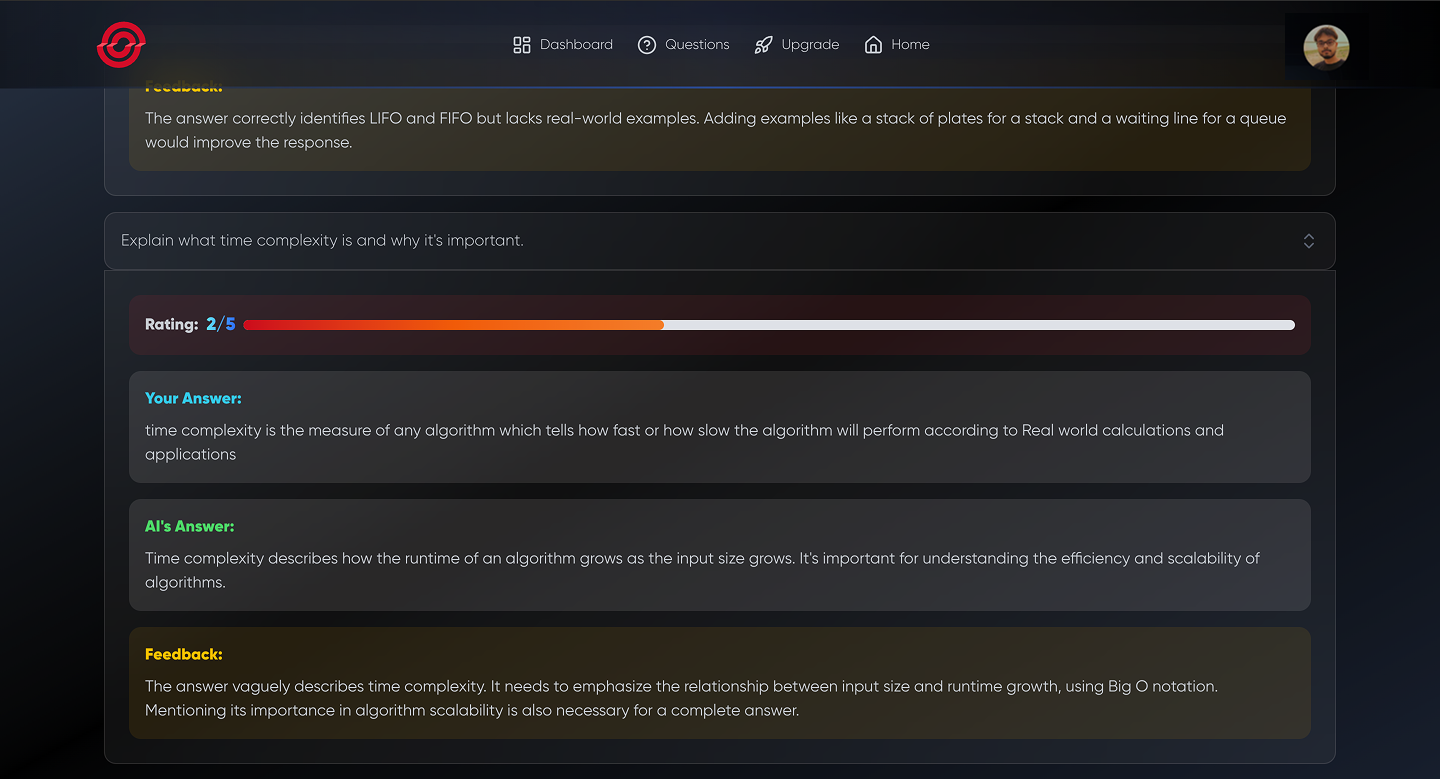 Dashboard
Questions
Upgrade
Home
Feedback:
The answer correctly identifies LIFO and FIFO but lacks real-world examples. Adding examples like a stack of plates for a stack and a waiting line for a queue
would improve the response.
Explain what time complexity is and why it's important.
Rating: 2/5
Your Answer:
time complexity is the measure of any algorithm which tells how fast or how slow the algorithm will perform according to Real world calculations and
applications
AI's Answer:
Time complexity describes how the runtime of an algorithm grows as the input size grows. It's important for understanding the efficiency and scalability of
algorithms.
Feedback:
The answer vaguely describes time complexity. It needs to emphasize the relationship between input size and runtime growth, using Big O notation.
Mentioning its importance in algorithm scalability is also necessary for a complete answer.